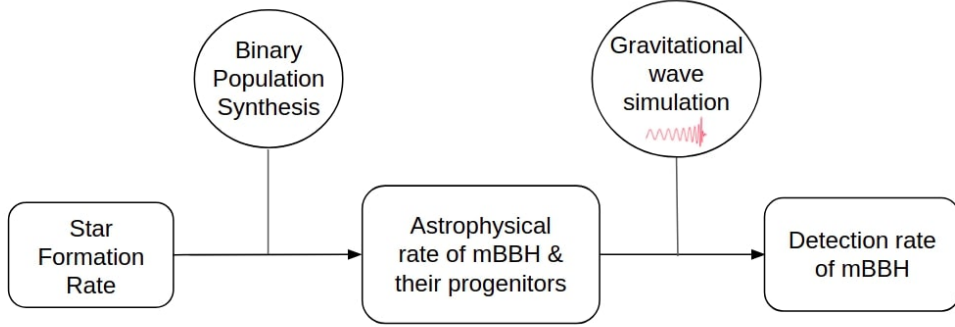 Binary
Population
Synthesis
Gravitational
wave
simulation
Star
Formation
Rate
Astrophysical
rate of mBBH &
their progenitors
Detection rate
of mBBH